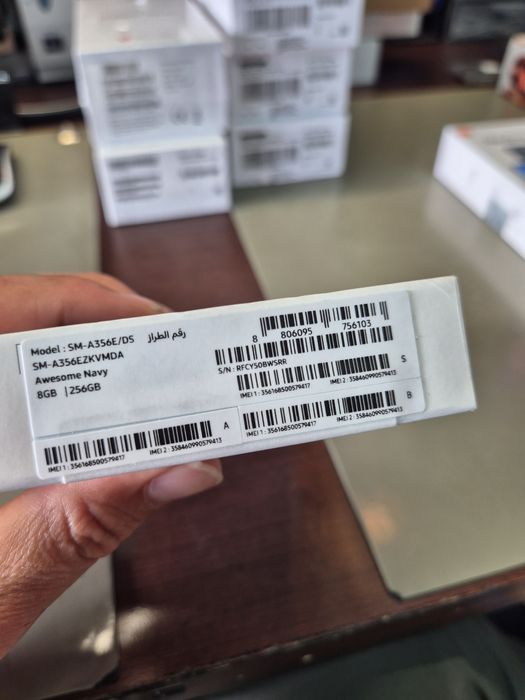 Model : SM-A356E/DS رقم الطراز
SM-A356EZKVMDA
Awesome Navy
8GB | 256GB
8 806095 756103
S/N : RFCY50BWSRR
S
IMEI 1 : 356168500579417 IMEI 2 : 358460990579413
A
IMEI 1 : 356168500579417 IMEI 2 : 358460990579413
B
IMEI 1 : 356168500579417 IMEI 2 : 358460990579413